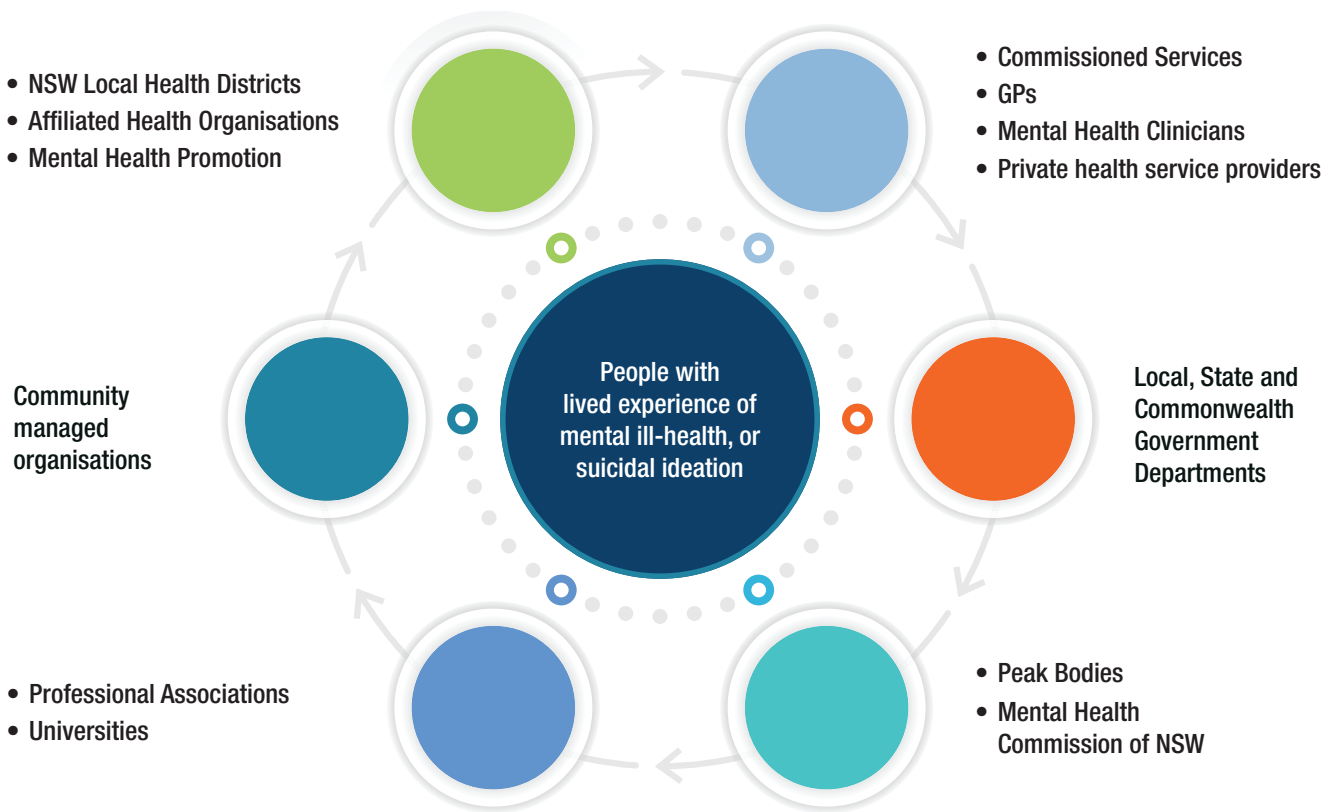 • NSW Local Health Districts
• Affiliated Health Organisations
• Mental Health Promotion
• Commissioned Services
• GPs
• Mental Health Clinicians
• Private health service providers
Community
managed
organisations
People with
lived experience of
mental ill-health, or
suicidal ideation
Local, State and
Commonwealth
Government
Departments
• Professional Associations
• Universities
• Peak Bodies
• Mental Health
Commission of NSW